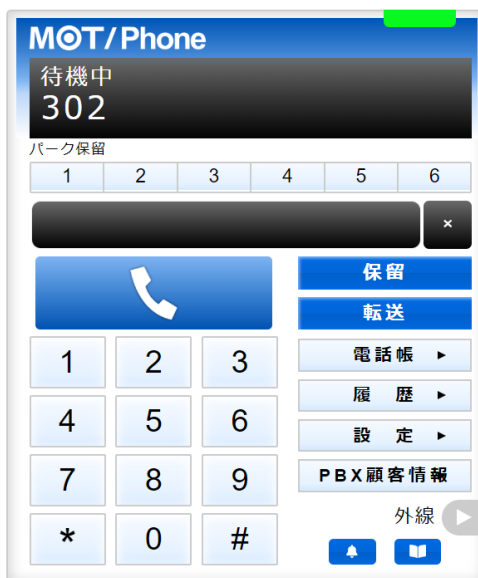 MOT/Phone
待機中
302
パーク保留
1 2 3 4 5 6
×
保留
転送
1 2 3
電話帳 ►
4 5 6
履 歴 ►
設 定 ►
7 8 9
PBX顧客情報
* 0 #
外線